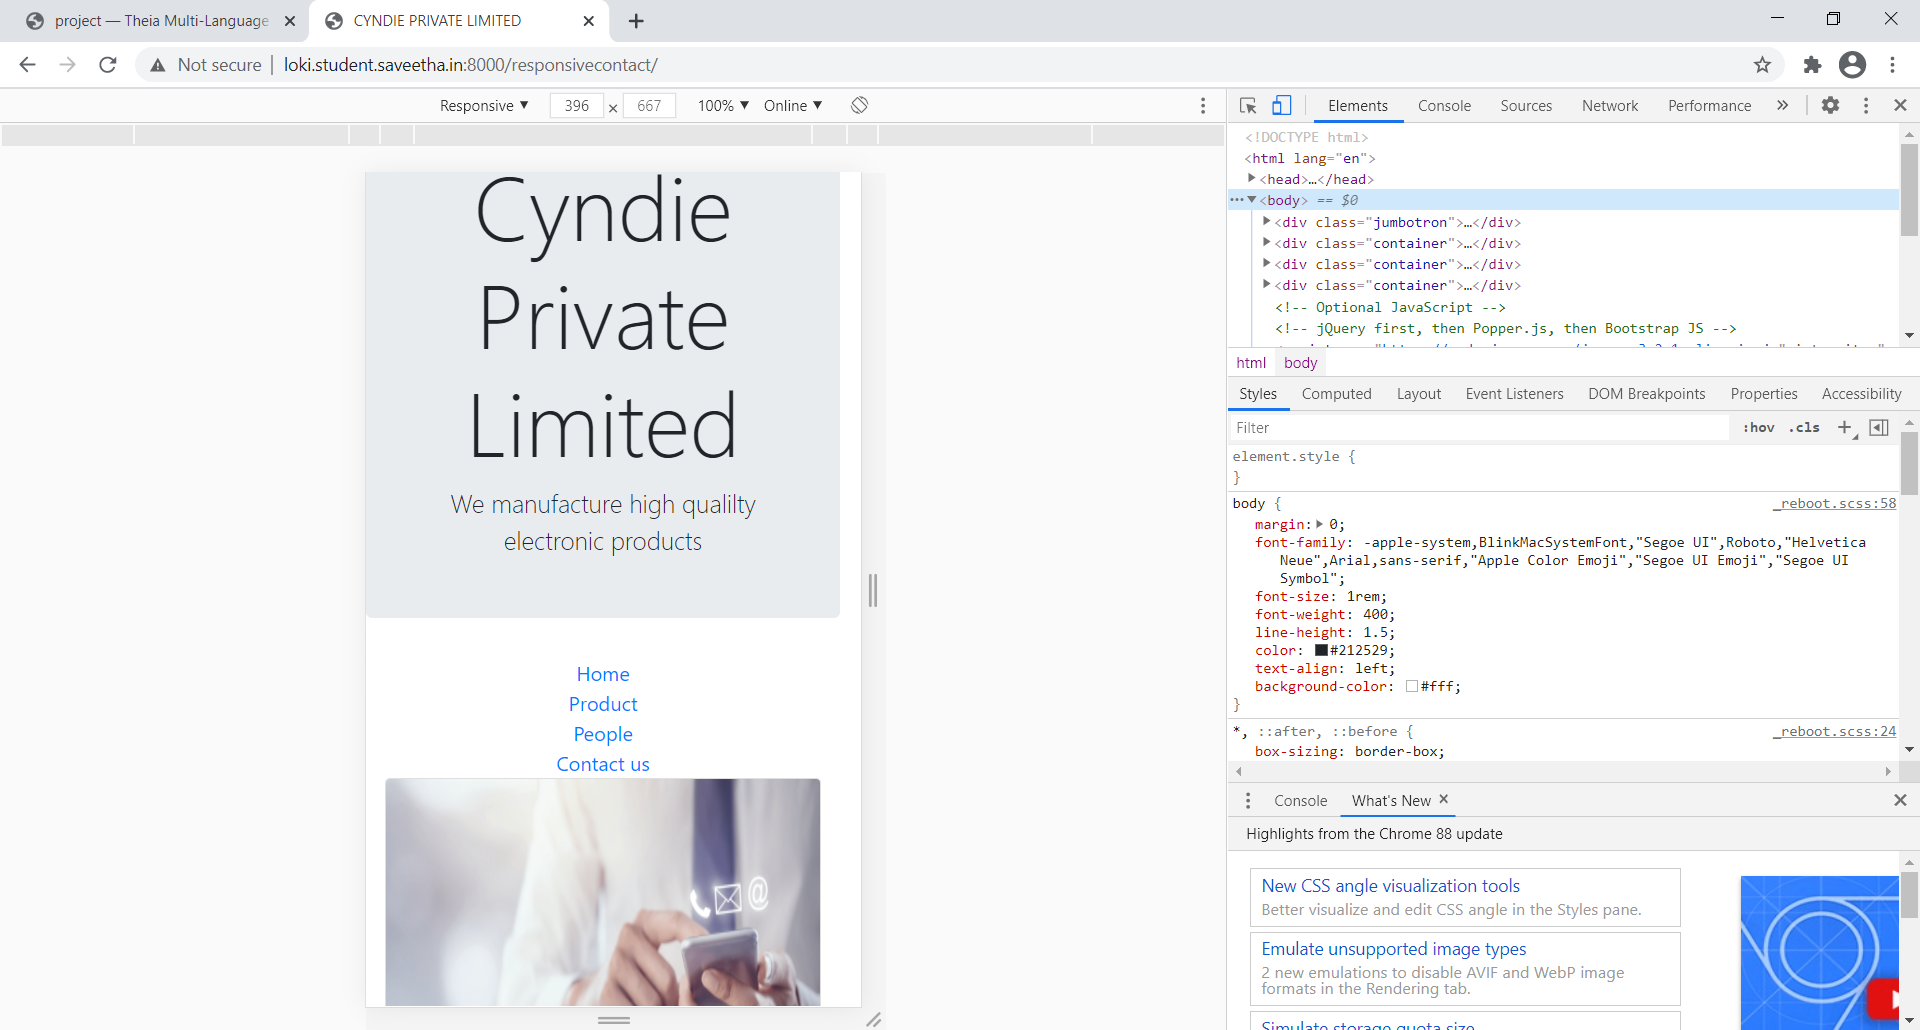 project — Theia Multi-Language
CYNDIE PRIVATE LIMITED
Not secure
loki.student.saveetha.in:8000/responsivecontact/
Responsive ▼ 396 × 667 100% ▼ Online ▼
Elements Console Sources Network Performance »
<!DOCTYPE html>
<html lang="en">
<head>…</head>
<body> == $0
<div class="jumbotron">…</div>
<div class="container">…</div>
<div class="container">…</div>
<div class="container">…</div>
<!-- Optional JavaScript -->
<!-- jQuery first, then Popper.js, then Bootstrap JS -->
html body
Styles Computed Layout Event Listeners DOM Breakpoints Properties Accessibility
Filter :hov .cls +
element.style {
}
body { _reboot.scss:58
margin: 0;
font-family: -apple-system,BlinkMacSystemFont,"Segoe UI",Roboto,"Helvetica
Neue",Arial,sans-serif,"Apple Color Emoji","Segoe UI Emoji","Segoe UI
Symbol";
font-size: 1rem;
font-weight: 400;
line-height: 1.5;
color: #212529;
text-align: left;
background-color: #fff;
}
*, ::after, ::before { _reboot.scss:24
box-sizing: border-box;
Console What's New
Highlights from the Chrome 88 update
New CSS angle visualization tools
Better visualize and edit CSS angle in the Styles pane.
Emulate unsupported image types
2 new emulations to disable AVIF and WebP image
formats in the Rendering tab.
Simulate storage quota size
Cyndie
Private
Limited
We manufacture high qualilty
electronic products
Home
Product
People
Contact us
@